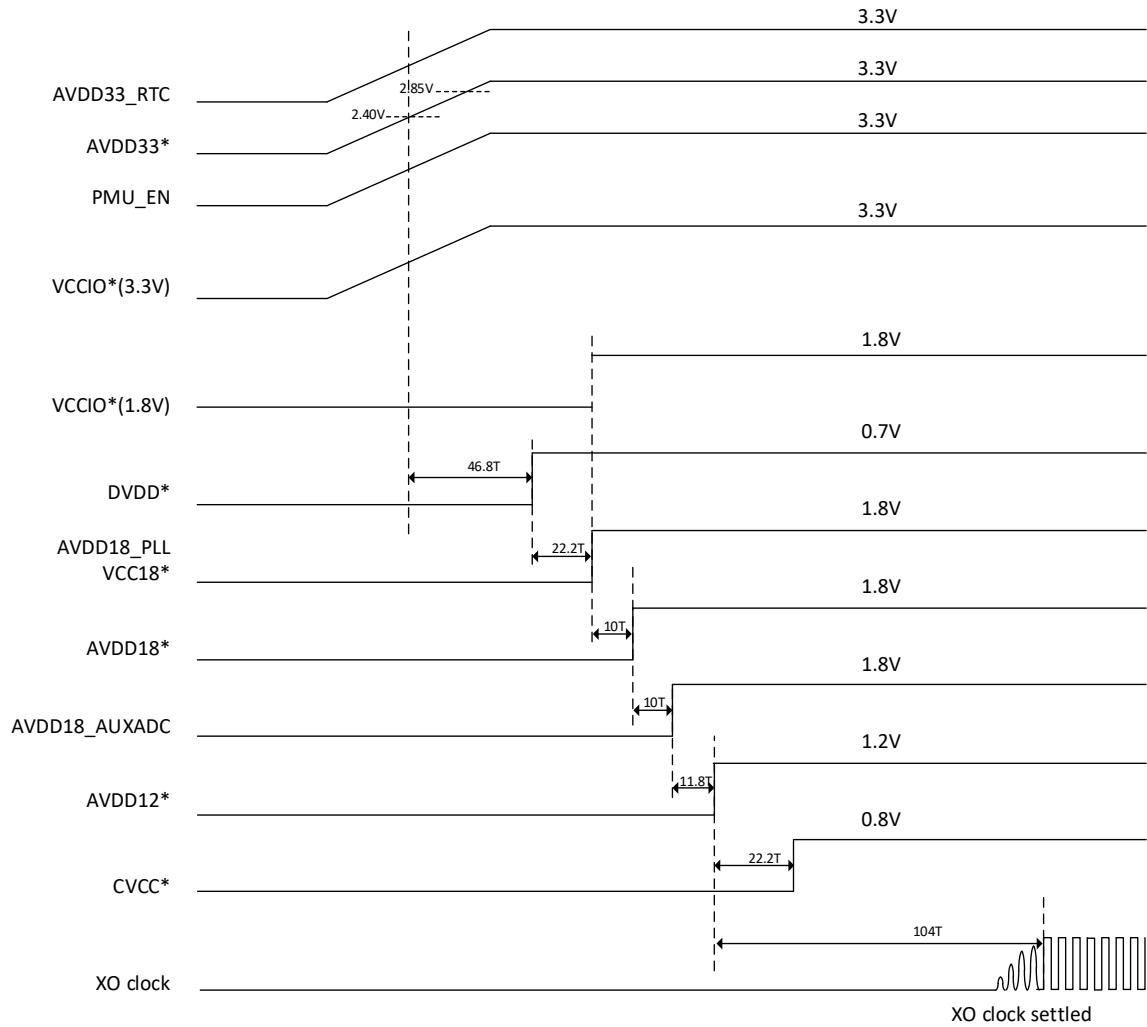 3.3V
AVDD33_RTC
3.3V
2.85V
2.40V
AVDD33*
3.3V
PMU_EN
3.3V
VCCIO*(3.3V)
1.8V
VCCIO*(1.8V)
0.7V
46.8T
DVDD*
1.8V
AVDD18_PLL
VCC18*
22.2T
1.8V
10T
AVDD18*
1.8V
10T
AVDD18_AUXADC
1.2V
11.8T
AVDD12*
0.8V
22.2T
CVCC*
104T
XO clock
XO clock settled